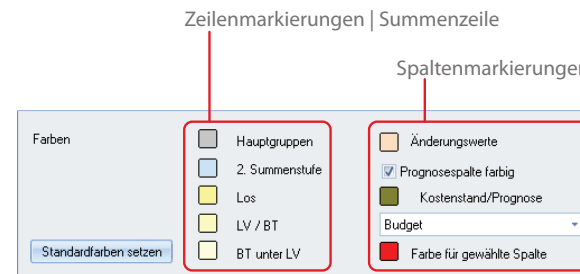 Zeilenmarkierungen | Summenzeile
Spaltenmarkierungen
Farben
Hauptgruppen
2. Summenstufe
Los
LV / BT
BT unter LV
Standardfarben setzen
Änderungswerte
Prognosespalte farbig
Kostenstand/Prognose
Budget
Farbe für gewählte Spalte